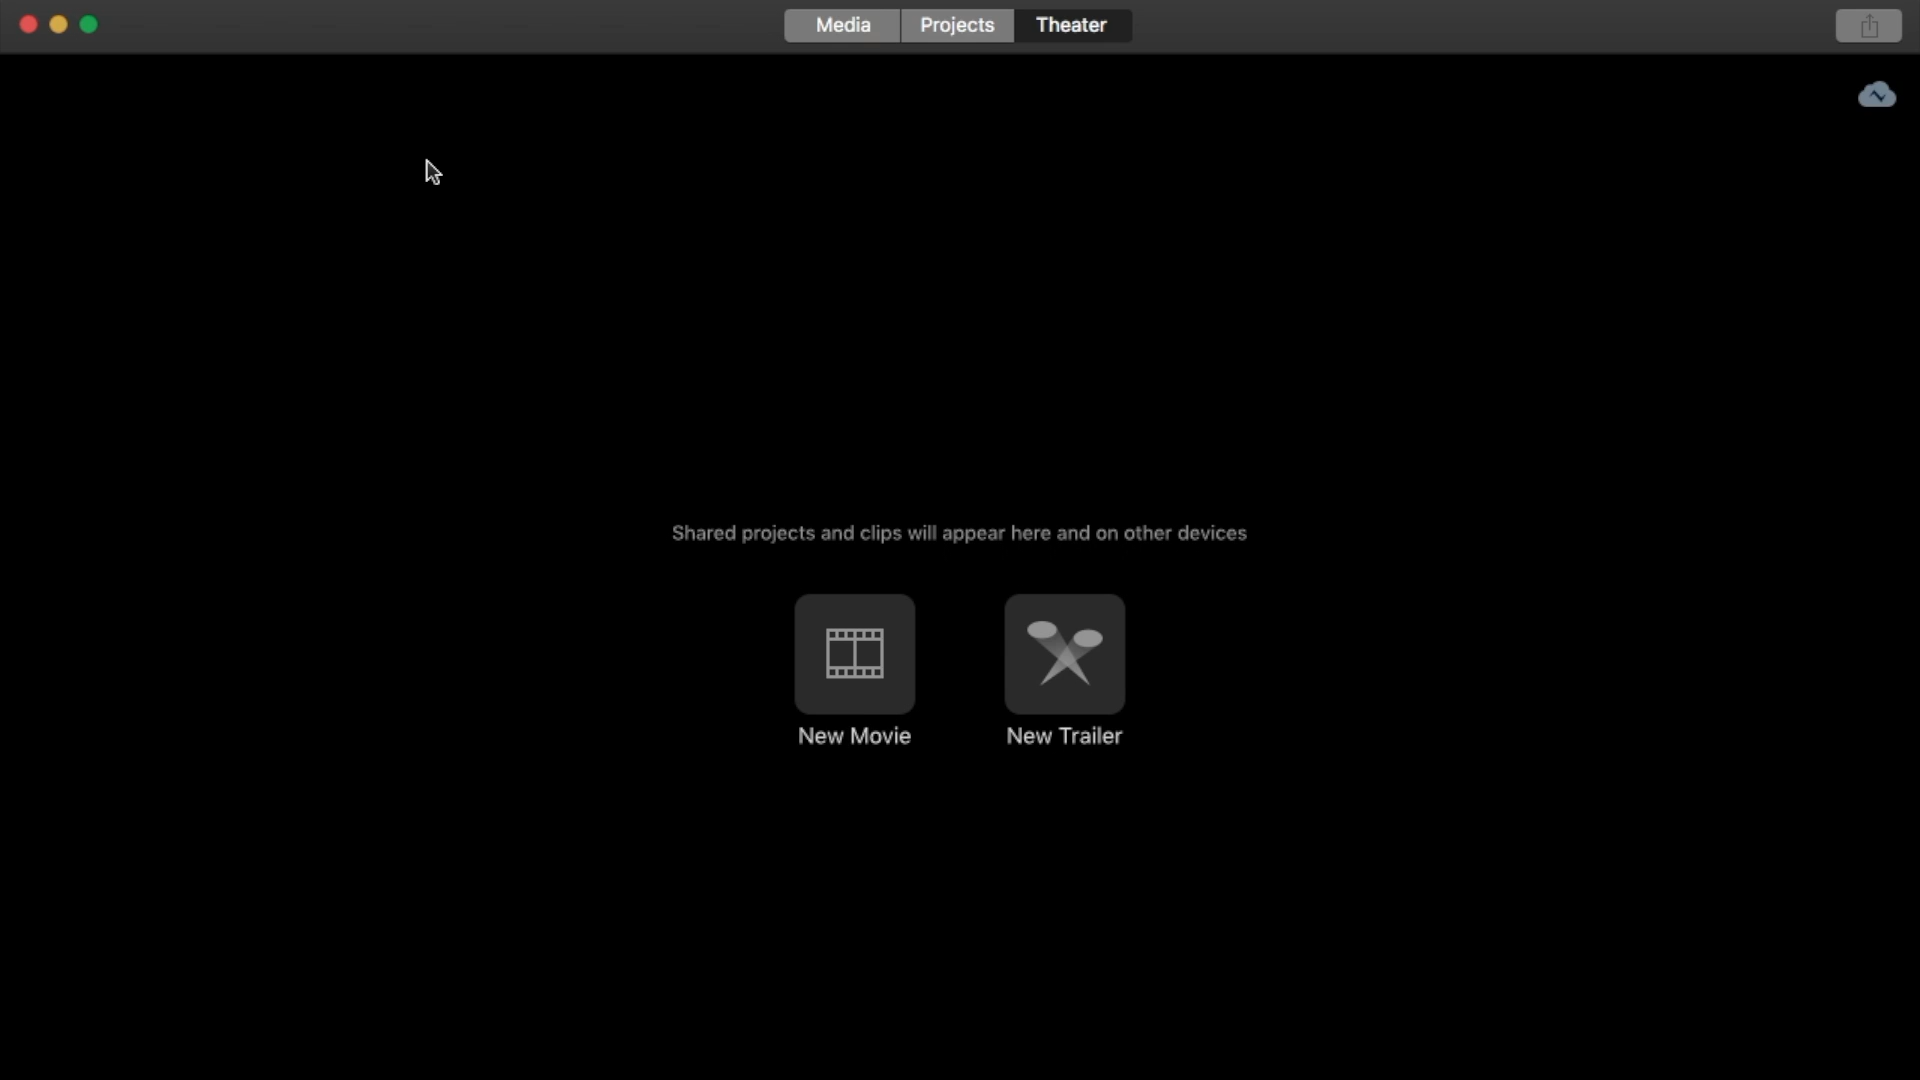 Media Projects Theater
Shared projects and clips will appear here and on other devices
New Movie New Trailer